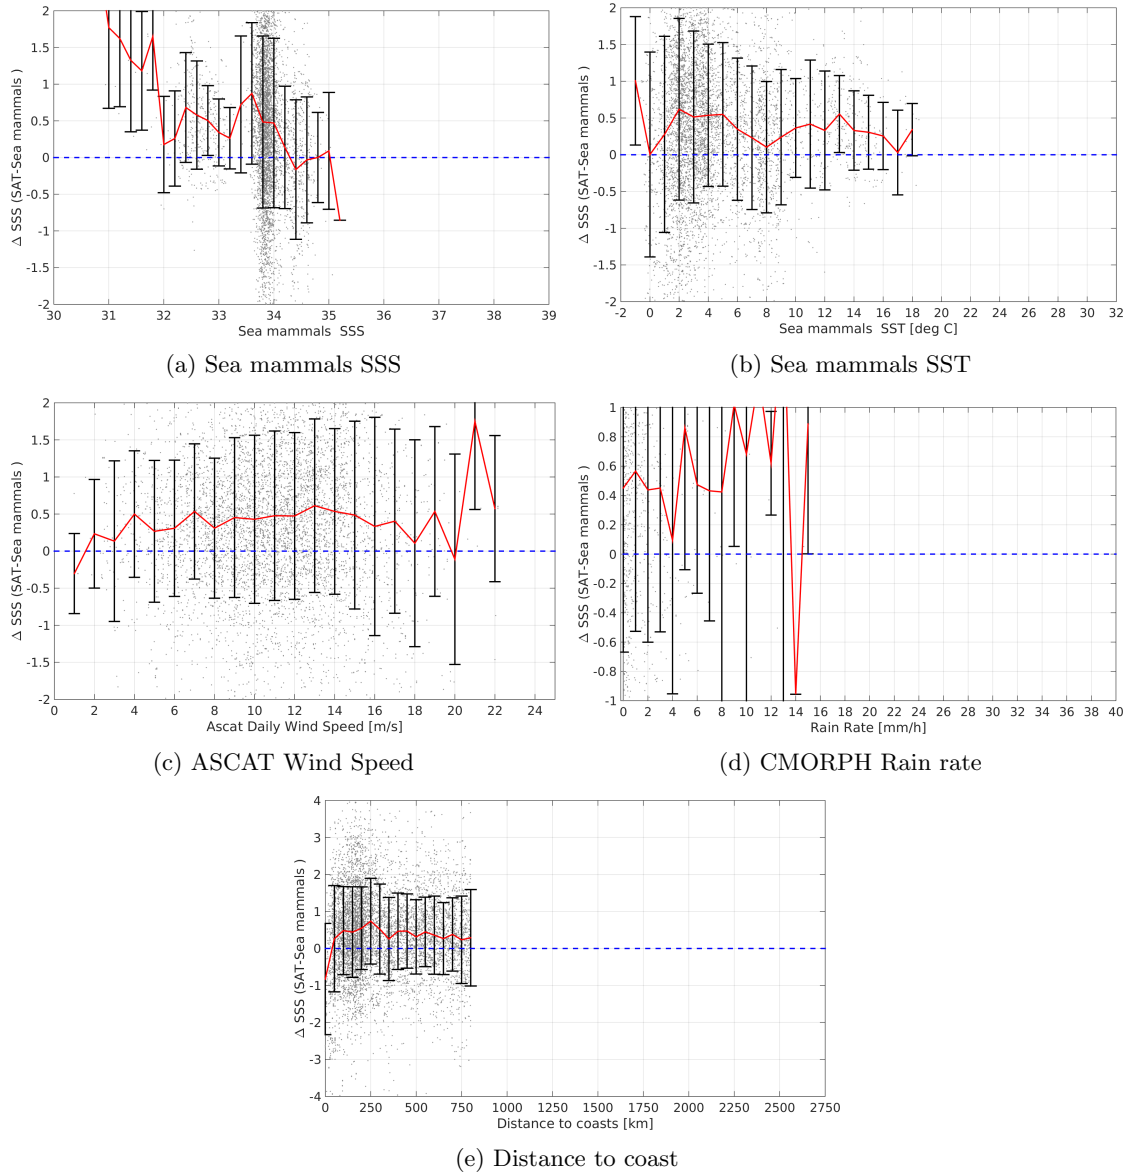 2
1.5
1
0.5
0
-0.5
-1
-1.5
-2
Δ SSS (SAT-Sea mammals )
30 31 32 33 34 35 36 37 38 39
Sea mammals SSS
(a) Sea mammals SSS
2
1.5
1
0.5
0
-0.5
-1
-1.5
-2
Δ SSS (SAT-Sea mammals )
-2 0 2 4 6 8 10 12 14 16 18 20 22 24 26 28 30 32
Sea mammals SST [deg C]
(b) Sea mammals SST
2
1.5
1
0.5
0
-0.5
-1
-1.5
-2
Δ SSS (SAT-Sea mammals )
0 2 4 6 8 10 12 14 16 18 20 22 24
Ascat Daily Wind Speed [m/s]
(c) ASCAT Wind Speed
1
0.8
0.6
0.4
0.2
0
-0.2
-0.4
-0.6
-0.8
-1
Δ SSS (SAT-Sea mammals )
0 2 4 6 8 10 12 14 16 18 20 22 24 26 28 30 32 34 36 38 40
Rain Rate [mm/h]
(d) CMORPH Rain rate
4
3
2
1
0
-1
-2
-3
-4
Δ SSS (SAT-Sea mammals )
0 250 500 750 1000 1250 1500 1750 2000 2250 2500 2750
Distance to coasts [km]
(e) Distance to coast